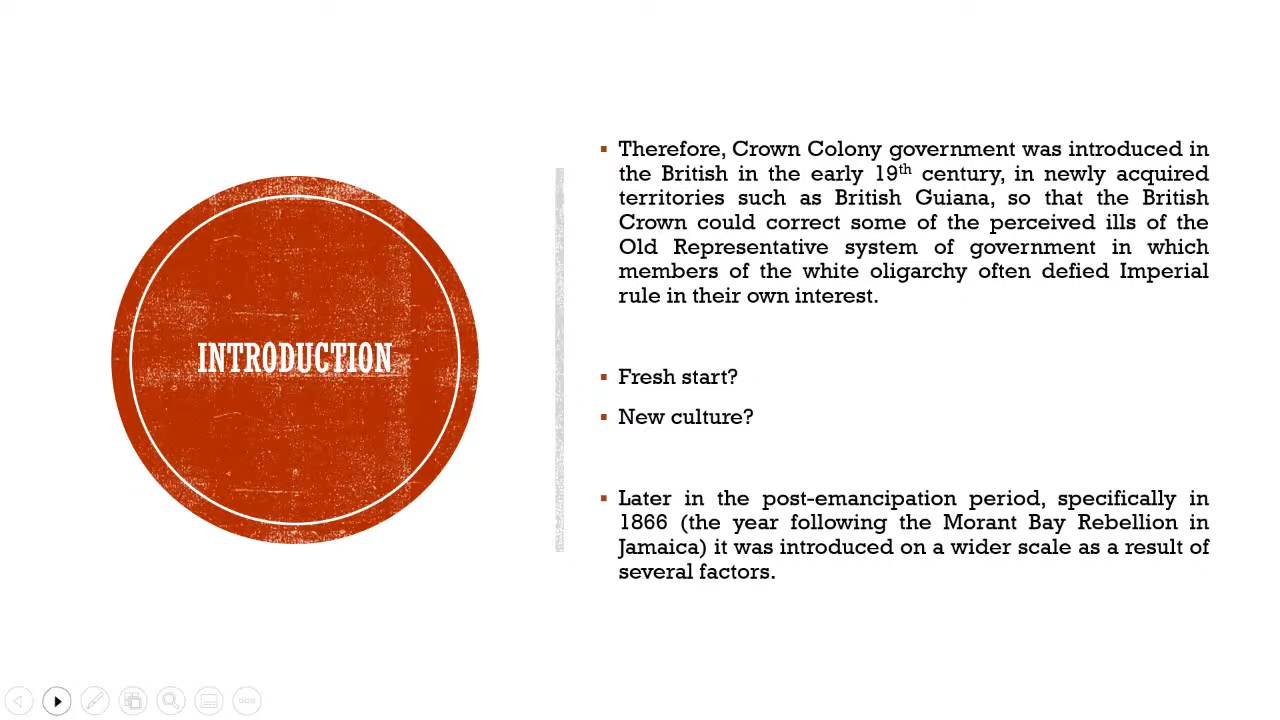 INTRODUCTION
▪ Therefore, Crown Colony government was introduced in
the British in the early 19th century, in newly acquired
territories such as British Guiana, so that the British
Crown could correct some of the perceived ills of the
Old Representative system of government in which
members of the white oligarchy often defied Imperial
rule in their own interest.
▪ Fresh start?
▪ New culture?
▪ Later in the post-emancipation period, specifically in
1866 (the year following the Morant Bay Rebellion in
Jamaica) it was introduced on a wider scale as a result of
several factors.